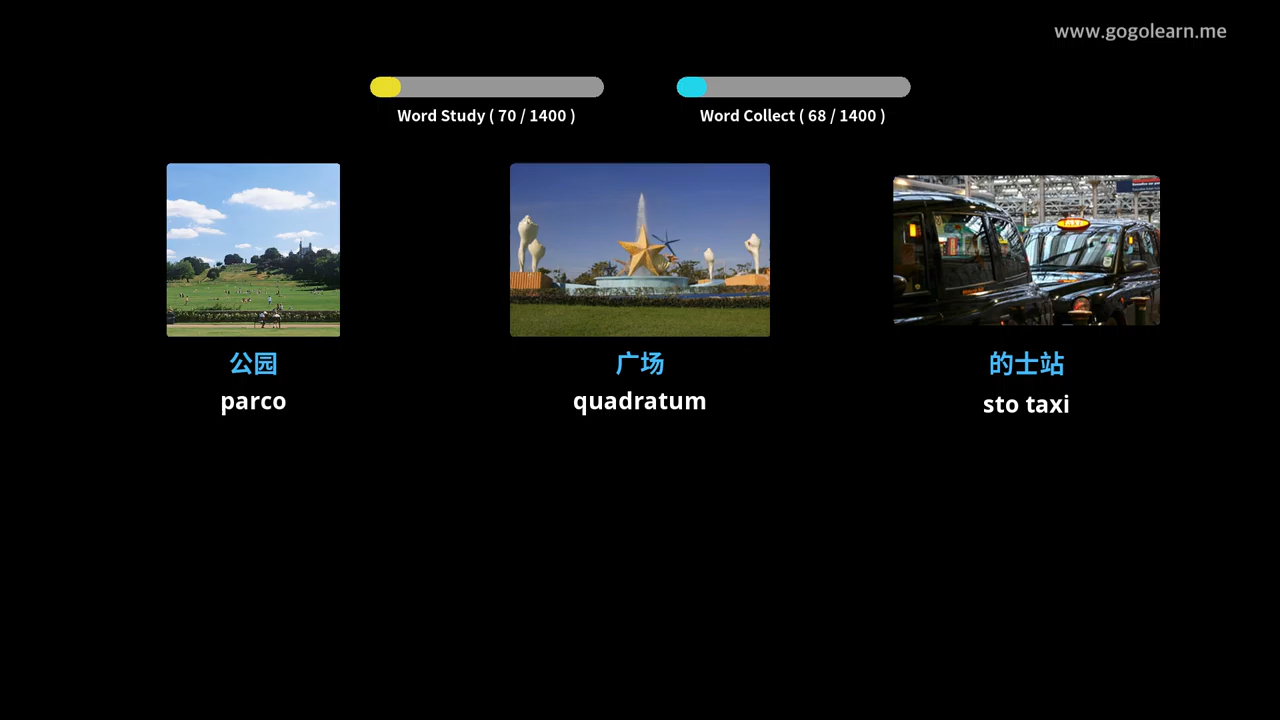 www.gogolearn.me
Word Study ( 70 / 1400 )
Word Collect ( 68 / 1400 )
TAXI
公园
广场
的士站
parco
quadratum
sto taxi